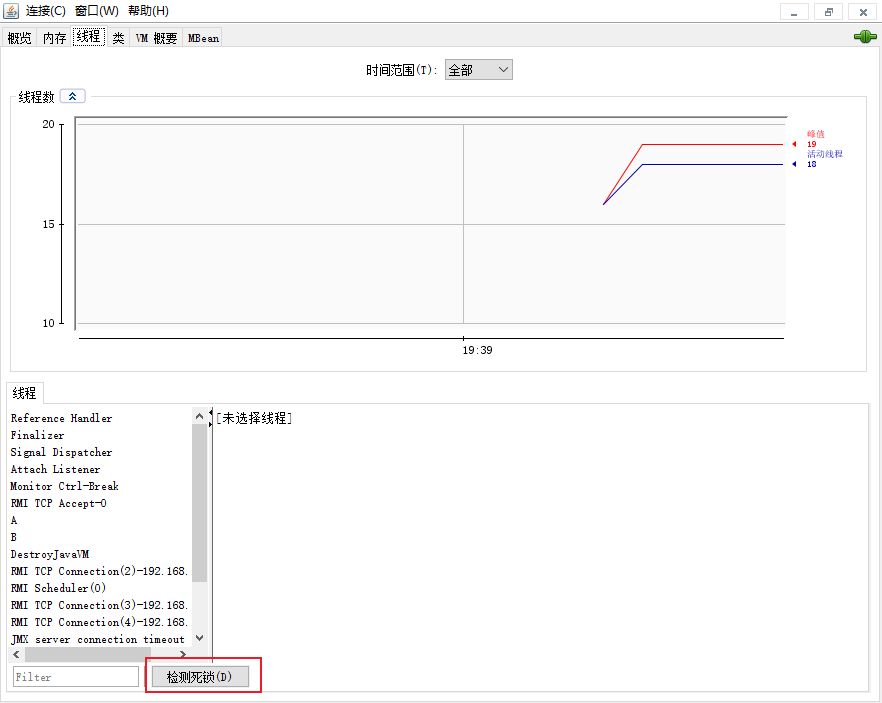 连接(C) 窗口(W) 帮助(H)
概览 内存 线程 类 VM 概要 MBean
时间范围(T): 全部
线程数
20
15
10
19:39
峰值
19
活动线程
18
线程
Reference Handler
Finalizer
Signal Dispatcher
Attach Listener
Monitor Ctrl-Break
RMI TCP Accept-0
A
B
DestroyJavaVM
RMI TCP Connection(2)-192.168.
RMI Scheduler(0)
RMI TCP Connection(3)-192.168.
RMI TCP Connection(4)-192.168.
JMX server connection timeout
[未选择线程]
Filter
检测死锁(D)